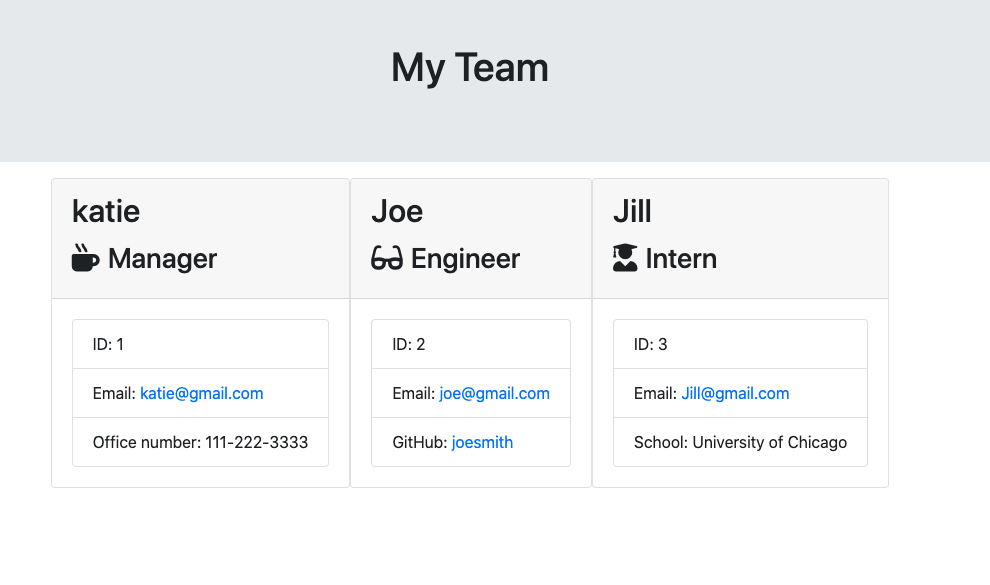 My Team
katie
Manager
ID: 1
Email: katie@gmail.com
Office number: 111-222-3333
Joe
Engineer
ID: 2
Email: joe@gmail.com
GitHub: joesmith
Jill
Intern
ID: 3
Email: Jill@gmail.com
School: University of Chicago